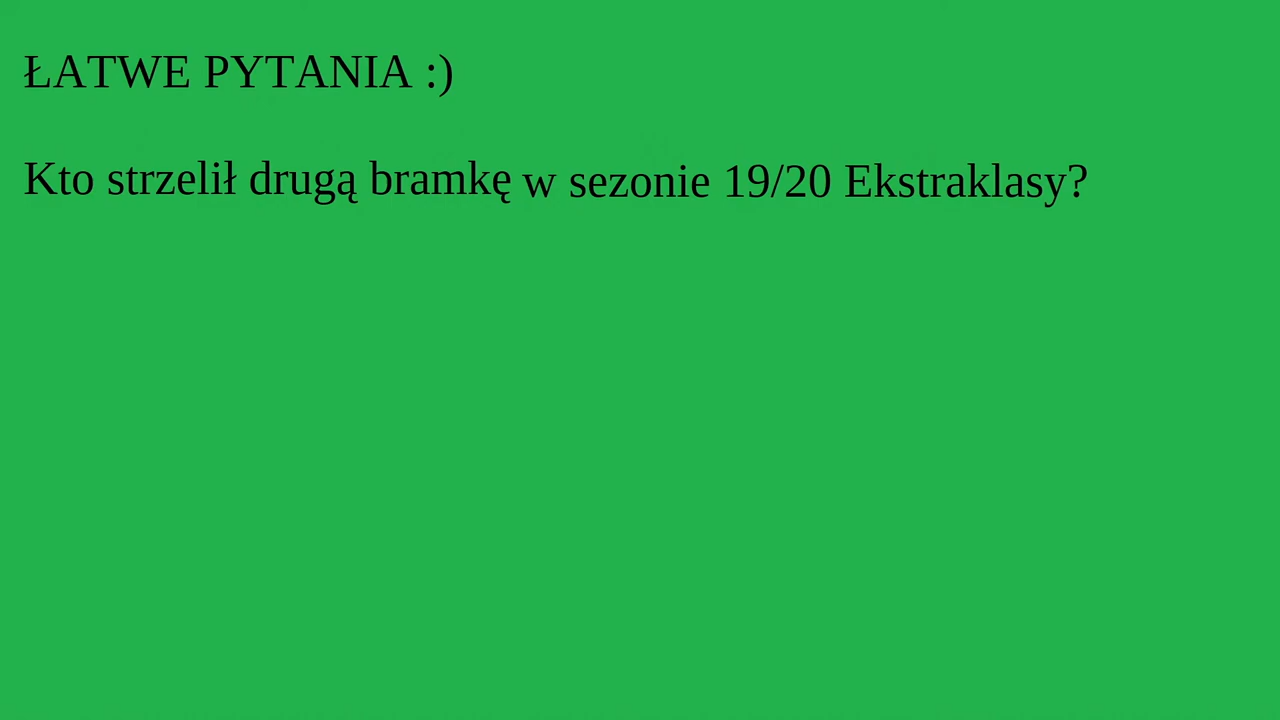 ŁATWE PYTANIA :)
Kto strzelił drugą bramkę w sezonie 19/20 Ekstraklasy?